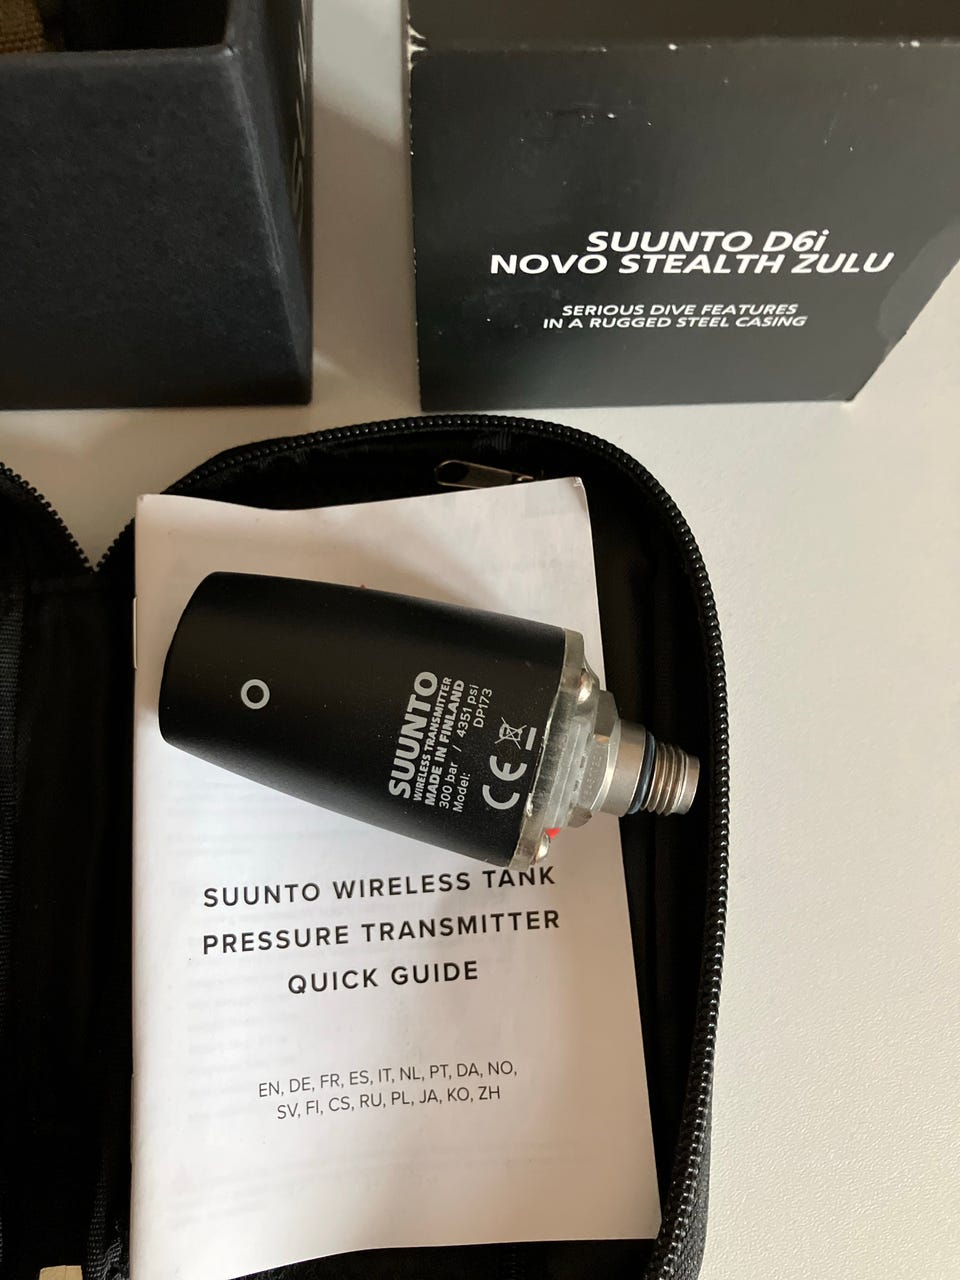 SUUNTO D6i
NOVO STEALTH ZULU
SERIOUS DIVE FEATURES
IN A RUGGED STEEL CASING
SUUNTO
WIRELESS TRANSMITTER
MADE IN FINLAND
300 bar / 4351 psi
Model: DP173
CE
SUUNTO WIRELESS TANK
PRESSURE TRANSMITTER
QUICK GUIDE
EN, DE, FR, ES, IT, NL, PT, DA, NO,
SV, FI, CS, RU, PL, JA, KO, ZH